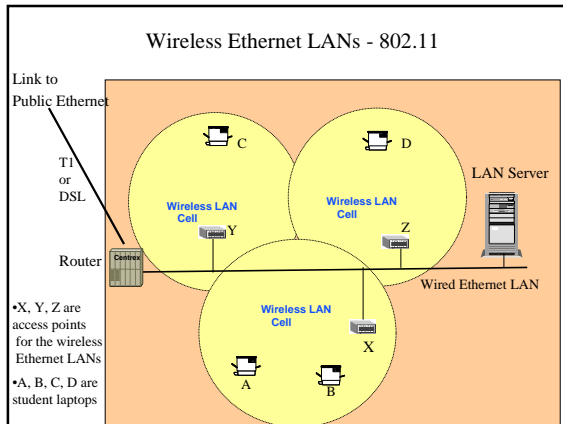 Wireless Ethernet LANs - 802.11
Link to
Public Ethernet
T1
or
DSL
C
D
LAN Server
Wireless LAN
Cell
Wireless LAN
Cell
Y
Z
Router
Centrex
Wired Ethernet LAN
Wireless LAN
Cell
X
•X, Y, Z are
access points
for the wireless
Ethernet LANs
•A, B, C, D are
student laptops
A
B